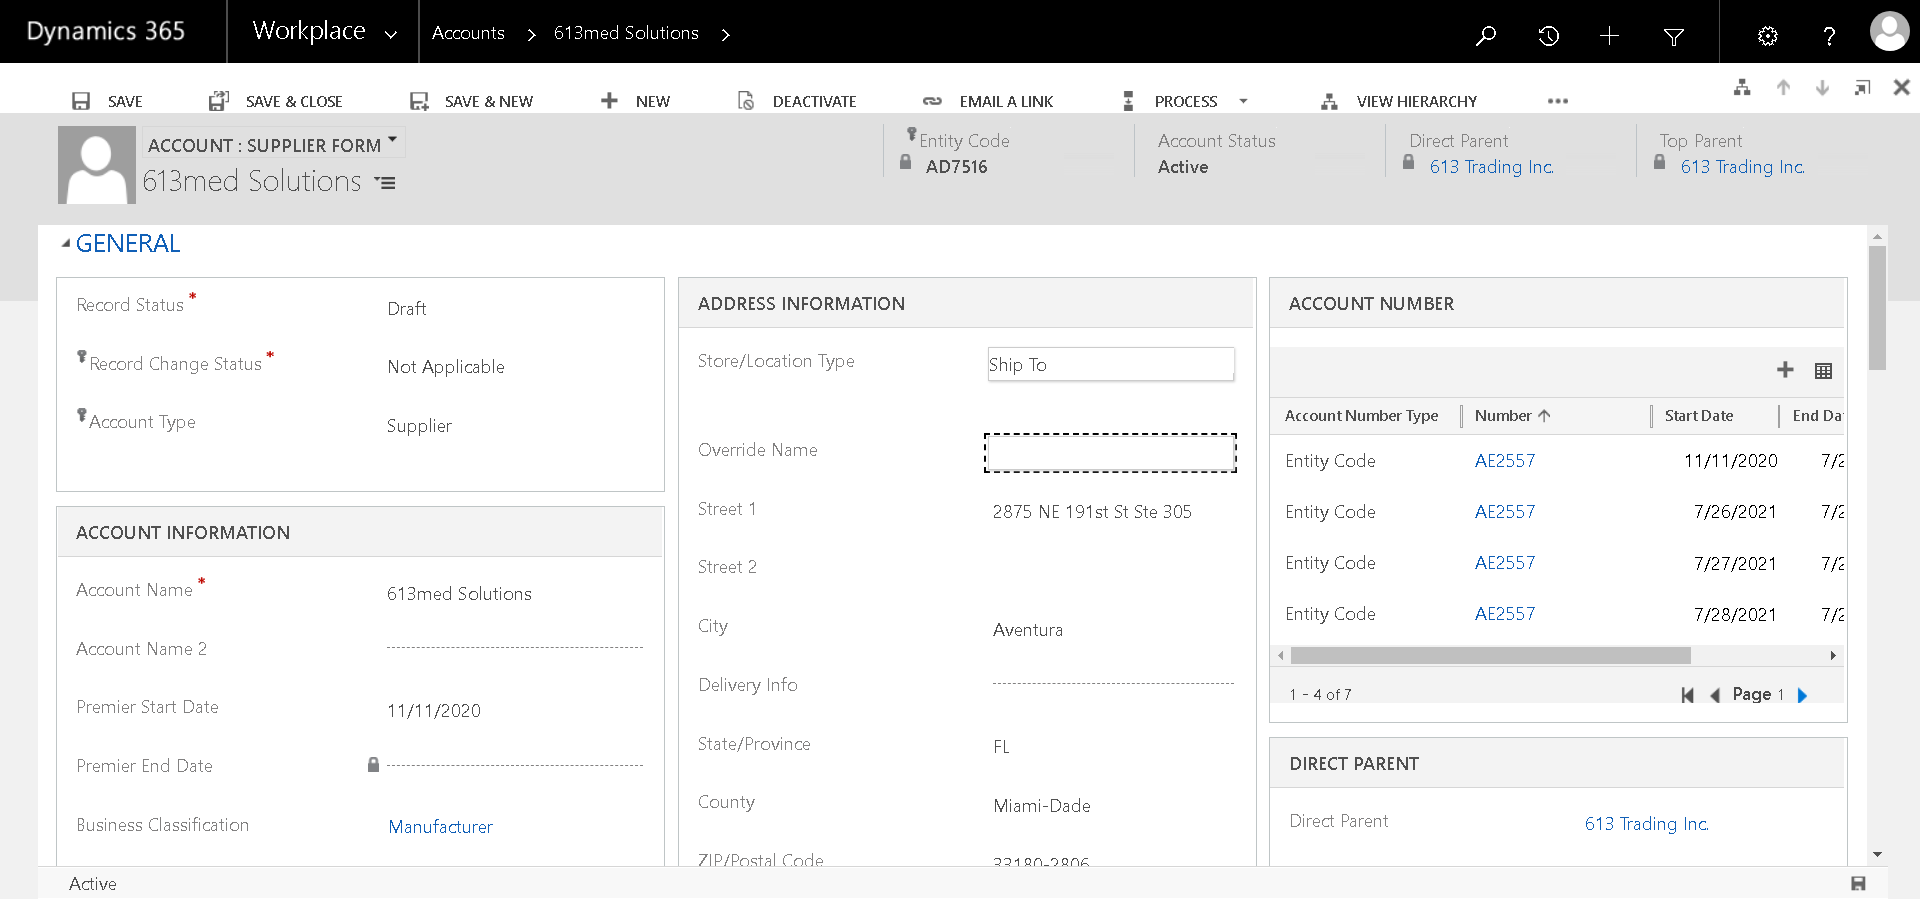 Dynamics 365
Workplace
Accounts
613med Solutions
SAVE
SAVE & CLOSE
SAVE & NEW
NEW
DEACTIVATE
EMAIL A LINK
PROCESS
VIEW HIERARCHY
ACCOUNT : SUPPLIER FORM
613med Solutions
Entity Code
AD7516
Account Status
Active
Direct Parent
613 Trading Inc.
Top Parent
613 Trading Inc.
GENERAL
Record Status *
Draft
Record Change Status *
Not Applicable
Account Type
Supplier
ACCOUNT INFORMATION
Account Name *
613med Solutions
Account Name 2
Premier Start Date
11/11/2020
Premier End Date
Business Classification
Manufacturer
ADDRESS INFORMATION
Store/Location Type
Ship To
Override Name
Street 1
2875 NE 191st St Ste 305
Street 2
City
Aventura
Delivery Info
State/Province
FL
County
Miami-Dade
ZIP/Postal Code
33180-2806
ACCOUNT NUMBER
Account Number Type Number Start Date End Da
Entity Code AE2557 11/11/2020 7/2
Entity Code AE2557 7/26/2021 7/2
Entity Code AE2557 7/27/2021 7/2
Entity Code AE2557 7/28/2021 7/2
1 - 4 of 7
Page 1
DIRECT PARENT
Direct Parent
613 Trading Inc.
Active